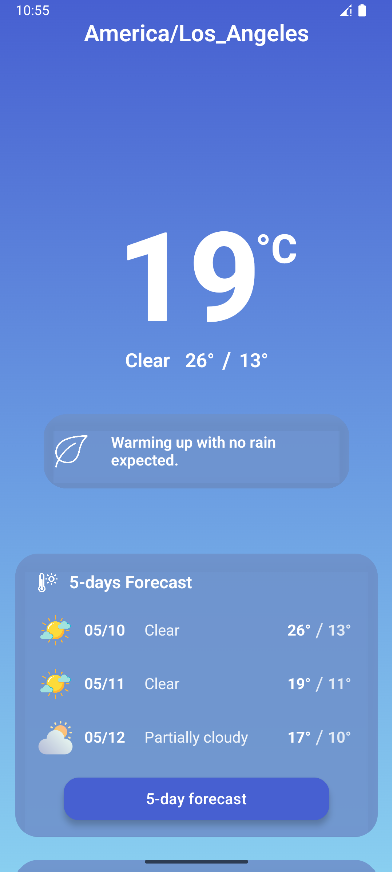 10:55
America/Los_Angeles
19°C
Clear 26° / 13°
Warming up with no rain
expected.
5-days Forecast
05/10 Clear 26° / 13°
05/11 Clear 19° / 11°
05/12 Partially cloudy 17° / 10°
5-day forecast